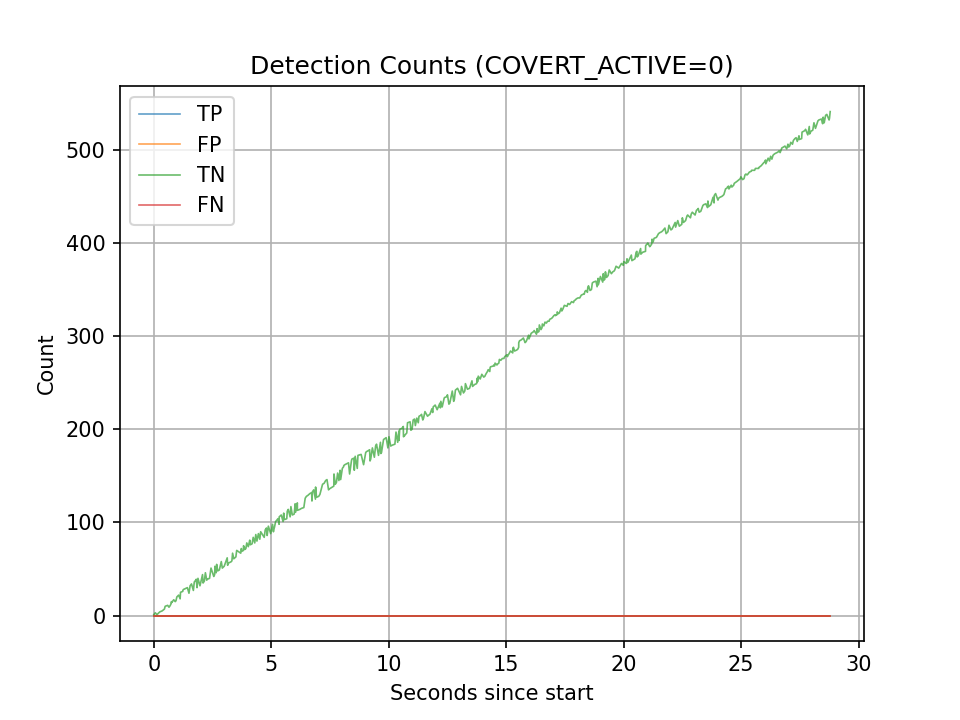 Detection Counts (COVERT_ACTIVE=0)
TP
FP
TN
FN
500
400
300
200
100
0
Count
0 5 10 15 20 25 30
Seconds since start